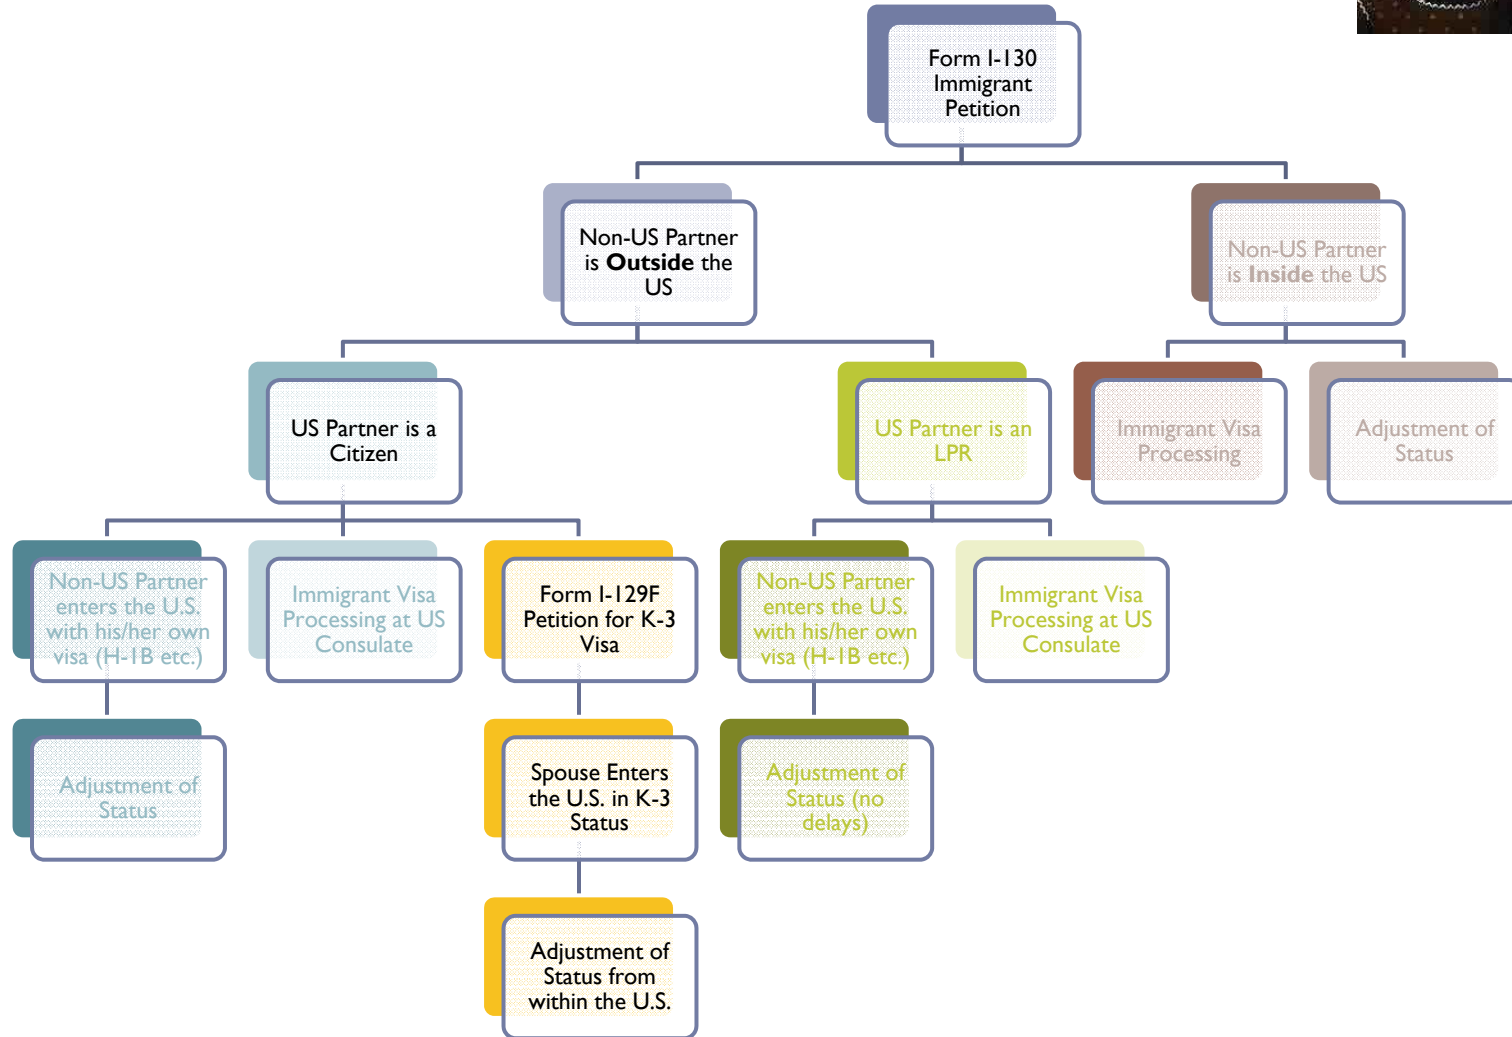 Form I-130
Immigrant
Petition
Non-US Partner
is Outside the
US
Non-US Partner
is Inside the US
US Partner is a
Citizen
US Partner is an
LPR
Immigrant Visa
Processing
Adjustment of
Status
Non-US Partner
enters the U.S.
with his/her own
visa (H-1B etc.)
Immigrant Visa
Processing at US
Consulate
Form I-129F
Petition for K-3
Visa
Non-US Partner
enters the U.S.
with his/her own
visa (H-1B etc.)
Immigrant Visa
Processing at US
Consulate
Adjustment of
Status
Spouse Enters
the U.S. in K-3
Status
Adjustment of
Status (no
delays)
Adjustment of
Status from
within the U.S.